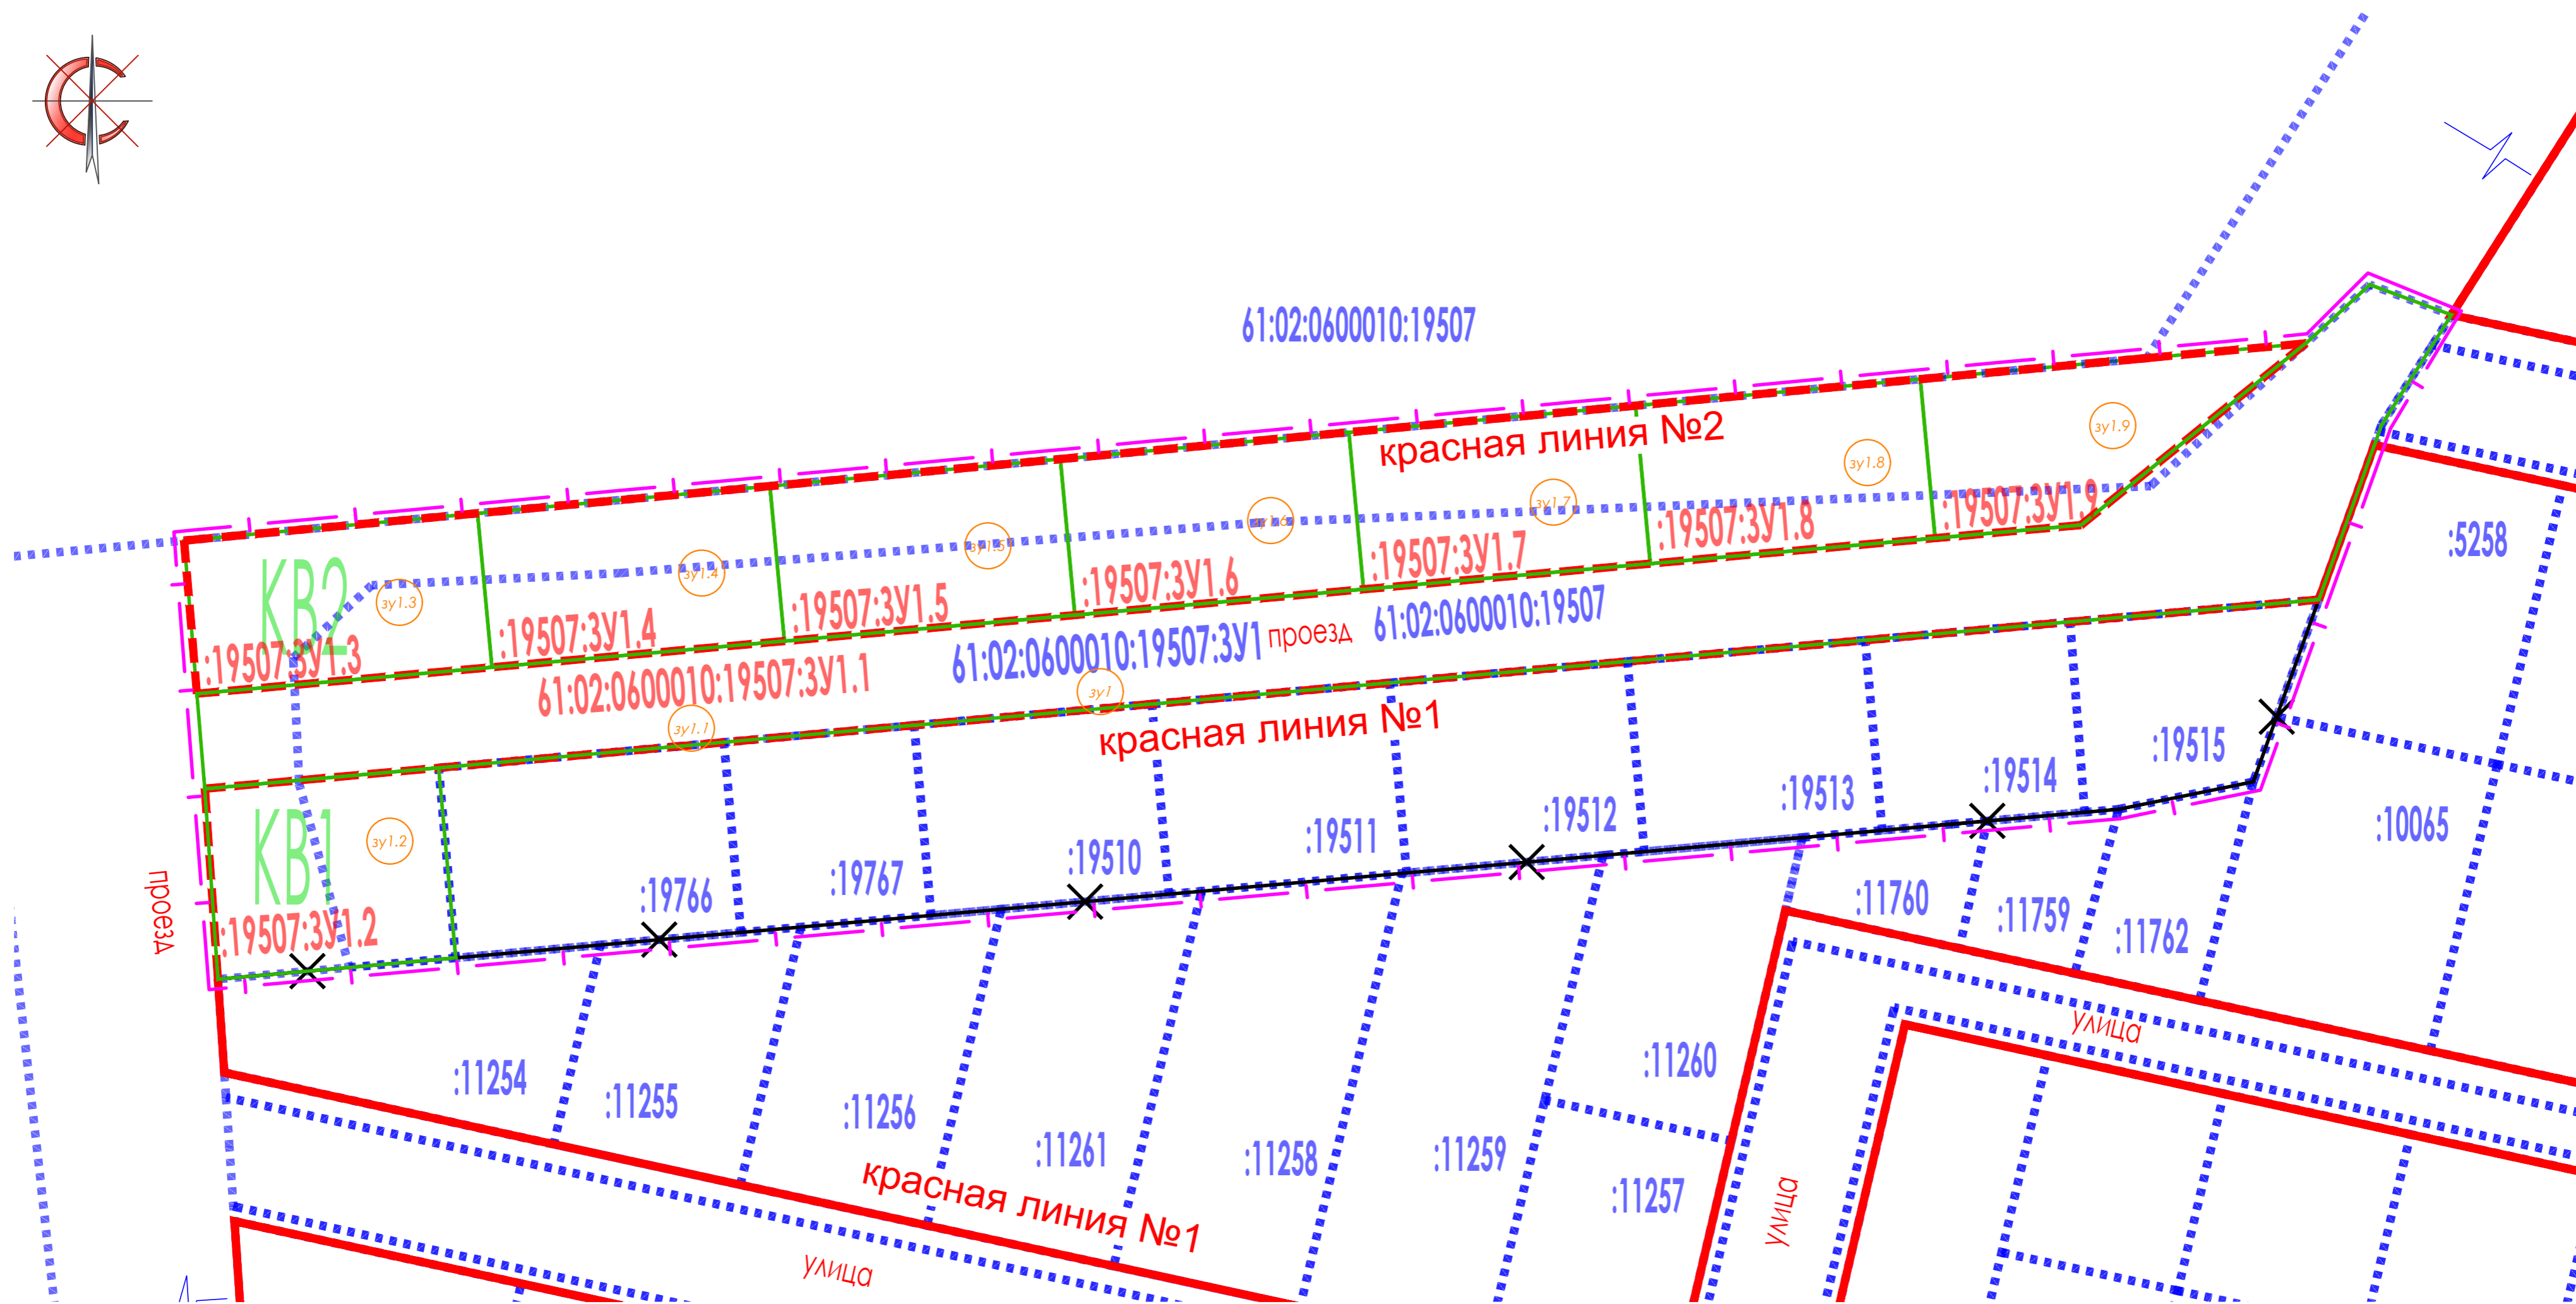 61:02:0600010:19507
красная линия №2
зу1.9
зу1.8
зу1.7
зу1.6
зу1.5
зу1.4
зу1.3
КВ2
:19507:ЗУ1.3
:19507:ЗУ1.4
:19507:ЗУ1.5
:19507:ЗУ1.6
:19507:ЗУ1.7
:19507:ЗУ1.8
:19507:ЗУ1.9
:5258
61:02:0600010:19507:ЗУ1.1
61:02:0600010:19507:ЗУ1
проезд
61:02:0600010:19507
зу1.1
зу1
красная линия №1
КВ1
зу1.2
:19507:ЗУ1.2
проезд
:19766
:19767
:19510
:19511
:19512
:19513
:19514
:19515
:10065
:11760
:11759
:11762
:11254
:11255
:11256
:11261
:11258
:11259
:11260
:11257
красная линия №1
улица
улица
улица